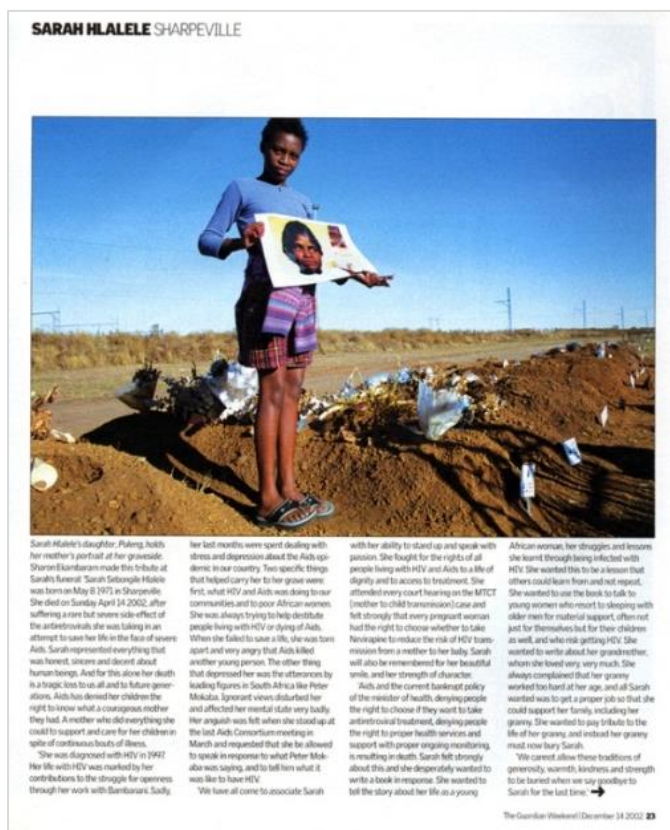 SARAH HLALELE SHARPEVILLE
Sarah Hlalele's daughter, Puleng, holds
her mother's portrait at her graveside.
Sharon Ekambaram made this tribute at
Sarah's funeral: 'Sarah Sebongile Hlalele
was born on May 8 1971 in Sharpeville.
She died on Sunday April 14 2002, after
suffering a rare but severe side-effect of
the antiretrovirals she was taking in an
attempt to save her life in the face of severe
Aids. Sarah represented everything that
was honest, sincere and decent about
human beings. And for this alone her death
is a tragic loss to us all and to future gener-
ations. Aids has denied her children the
right to know what a courageous mother
they had. A mother who did everything she
could to support and care for her children in
spite of continuous bouts of illness.
'She was diagnosed with HIV in 1997.
Her life with HIV was marked by her
contributions to the struggle for openness
through her work with Bambanani. Sadly,
her last months were spent dealing with
stress and depression about the Aids epi-
demic in our country. Two specific things
that helped carry her to her grave were:
first, what HIV and Aids was doing to our
communities and to poor African women.
She was always trying to help destitute
people living with HIV or dying of Aids.
When she failed to save a life, she was torn
apart and very angry that Aids killed
another young person. The other thing
that depressed her was the utterances by
leading figures in South Africa like Peter
Mokaba. Ignorant views disturbed her
and affected her mental state very badly.
Her anguish was felt when she stood up at
the last Aids Consortium meeting in
March and requested that she be allowed
to speak in response to what Peter Mok-
aba was saying, and to tell him what it
was like to have HIV.
'We have all come to associate Sarah
with her ability to stand up and speak with
passion. She fought for the rights of all
people living with HIV and Aids to a life of
dignity and to access to treatment. She
attended every court hearing on the MTCT
[mother to child transmission] case and
felt strongly that every pregnant woman
had the right to choose whether to take
Nevirapine to reduce the risk of HIV trans-
mission from a mother to her baby. Sarah
will also be remembered for her beautiful
smile, and her strength of character.
'Aids and the current bankrupt policy
of the minister of health, denying people
the right to choose if they want to take
antiretroviral treatment, denying people
the right to proper health services and
support with proper ongoing monitoring,
is resulting in death. Sarah felt strongly
about this and she desperately wanted to
write a book in response. She wanted to
tell the story about her life as a young
African woman, her struggles and lessons
she learnt through being infected with
HIV. She wanted this to be a lesson that
others could learn from and not repeat.
She wanted to use the book to talk to
young women who resort to sleeping with
older men for material support, often not
just for themselves but for their children
as well, and who risk getting HIV. She
wanted to write about her grandmother,
whom she loved very, very much. She
always complained that her granny
worked too hard at her age, and all Sarah
wanted was to get a proper job so that she
could support her family, including her
granny. She wanted to pay tribute to the
life of her granny, and instead her granny
must now bury Sarah.
'We cannot allow these traditions of
generosity, warmth, kindness and strength
to be buried when we say goodbye to
Sarah for the last time.'
The Guardian Weekend | December 14 2002 23